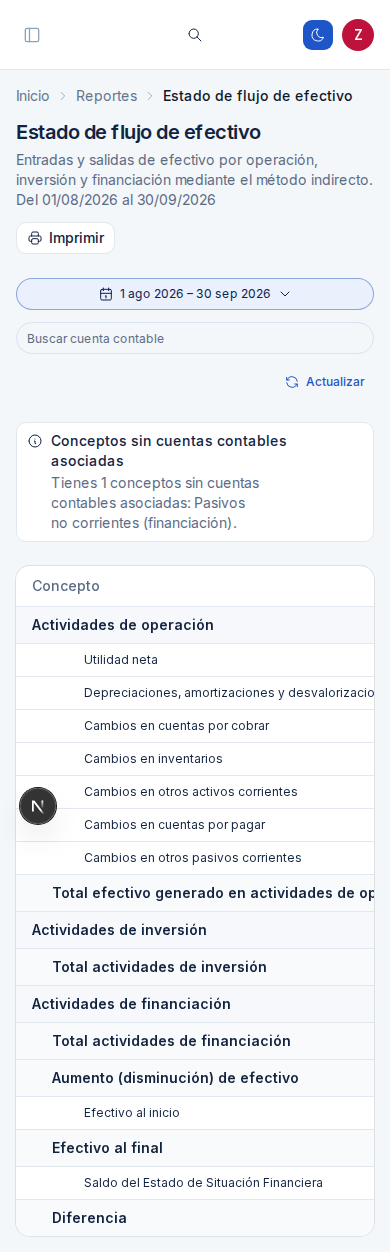 Z
Inicio > Reportes > Estado de flujo de efectivo
Estado de flujo de efectivo
Entradas y salidas de efectivo por operación,
inversión y financiación mediante el método indirecto.
Del 01/08/2026 al 30/09/2026
Imprimir
1 ago 2026 – 30 sep 2026
Buscar cuenta contable
Actualizar
Conceptos sin cuentas contables
asociadas
Tienes 1 conceptos sin cuentas
contables asociadas: Pasivos
no corrientes (financiación).
Concepto
Actividades de operación
Utilidad neta
Depreciaciones, amortizaciones y desvalorizacio
Cambios en cuentas por cobrar
Cambios en inventarios
Cambios en otros activos corrientes
N
Cambios en cuentas por pagar
Cambios en otros pasivos corrientes
Total efectivo generado en actividades de op
Actividades de inversión
Total actividades de inversión
Actividades de financiación
Total actividades de financiación
Aumento (disminución) de efectivo
Efectivo al inicio
Efectivo al final
Saldo del Estado de Situación Financiera
Diferencia